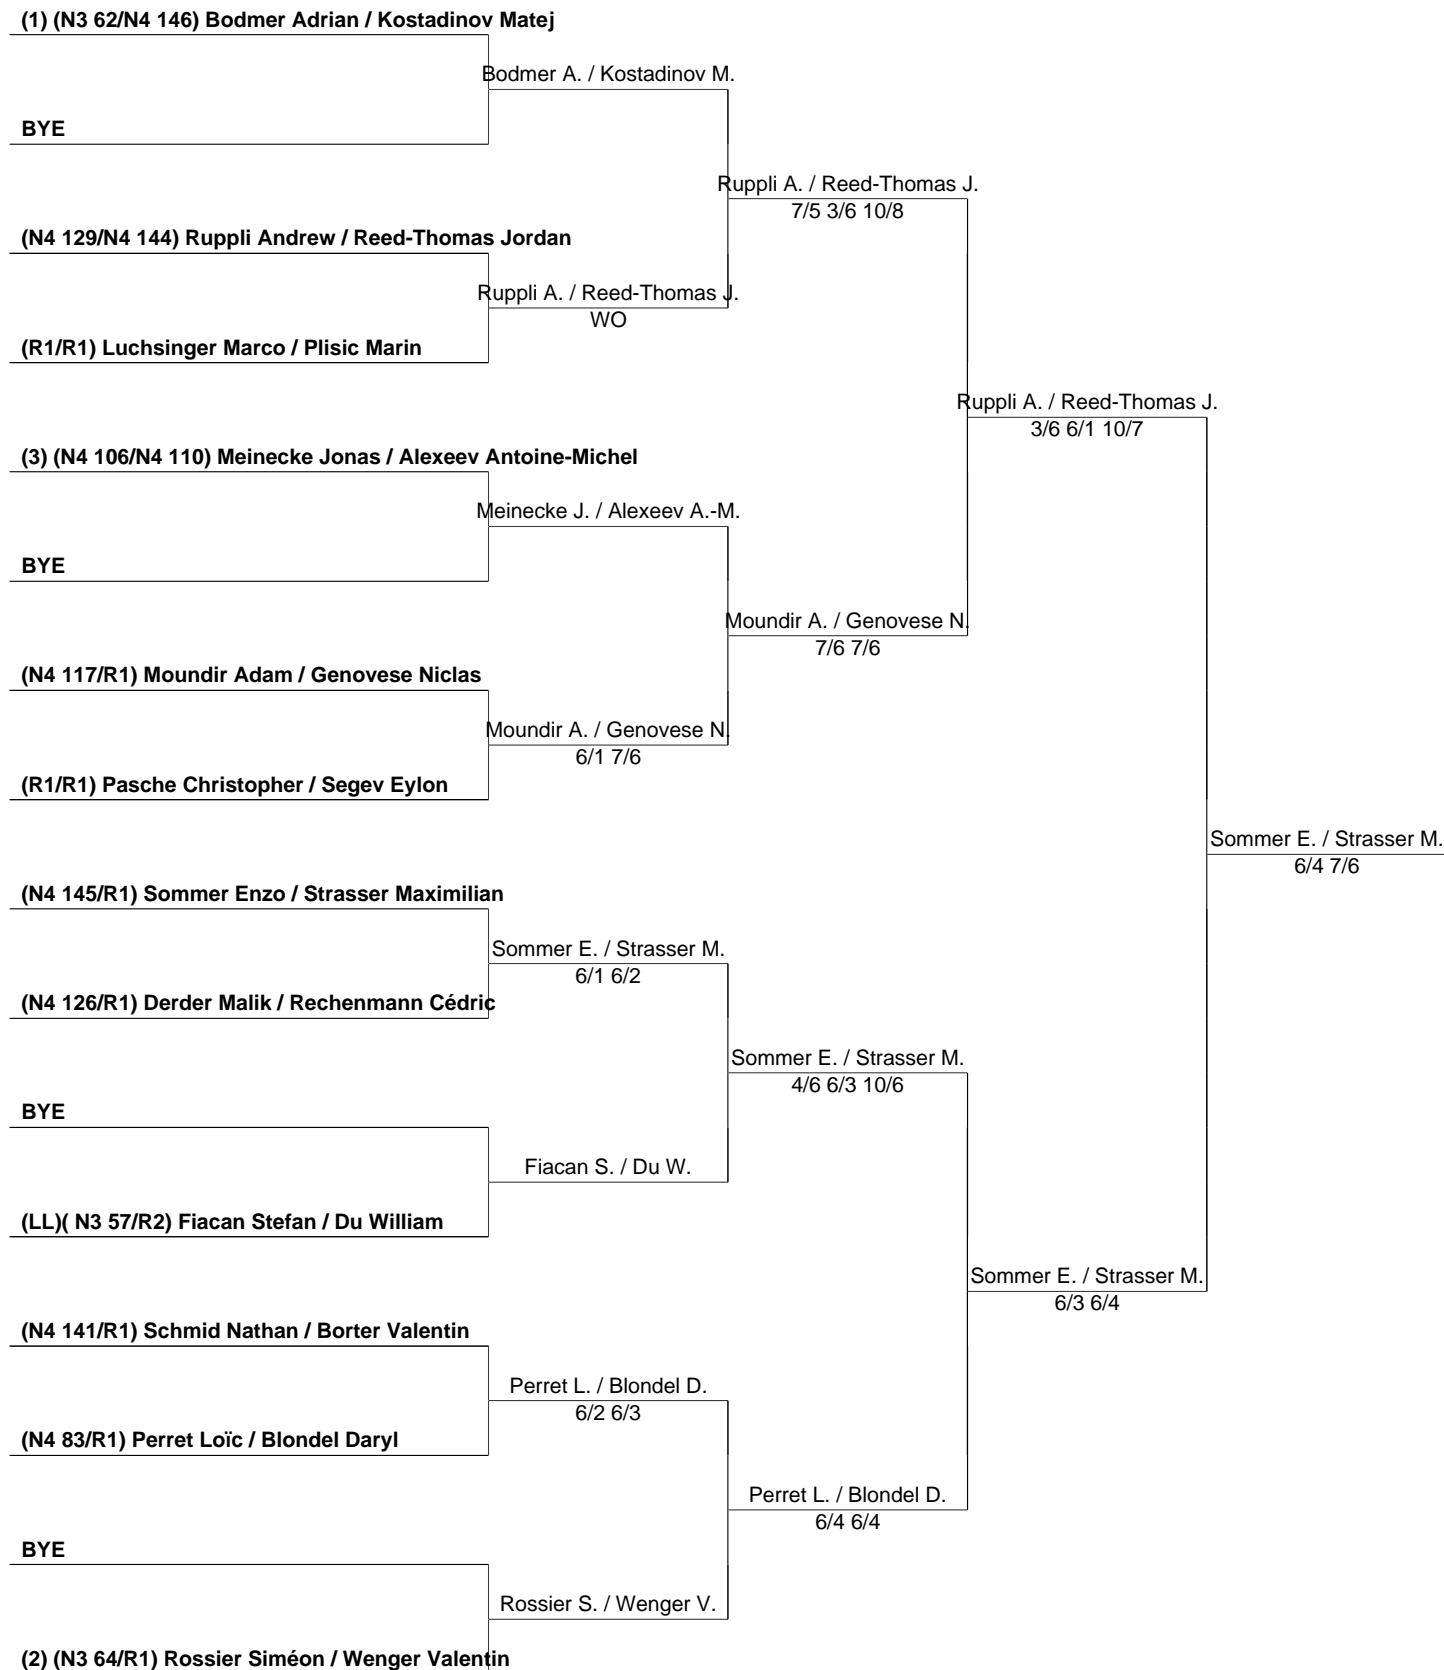 (1) (N3 62/N4 146) Bodmer Adrian / Kostadinov Matej
Bodmer A. / Kostadinov M.
BYE
Ruppli A. / Reed-Thomas J.
7/5 3/6 10/8
(N4 129/N4 144) Ruppli Andrew / Reed-Thomas Jordan
Ruppli A. / Reed-Thomas J.
WO
(R1/R1) Luchsinger Marco / Plisic Marin
Ruppli A. / Reed-Thomas J.
3/6 6/1 10/7
(3) (N4 106/N4 110) Meinecke Jonas / Alexeev Antoine-Michel
Meinecke J. / Alexeev A.-M.
BYE
Moundir A. / Genovese N.
7/6 7/6
(N4 117/R1) Moundir Adam / Genovese Niclas
Moundir A. / Genovese N.
6/1 7/6
(R1/R1) Pasche Christopher / Segev Eylon
Sommer E. / Strasser M.
6/4 7/6
(N4 145/R1) Sommer Enzo / Strasser Maximilian
Sommer E. / Strasser M.
6/1 6/2
(N4 126/R1) Derder Malik / Rechenmann Cédric
Sommer E. / Strasser M.
4/6 6/3 10/6
BYE
Fiacan S. / Du W.
(LL)( N3 57/R2) Fiacan Stefan / Du William
Sommer E. / Strasser M.
6/3 6/4
(N4 141/R1) Schmid Nathan / Borter Valentin
Perret L. / Blondel D.
6/2 6/3
(N4 83/R1) Perret Loïc / Blondel Daryl
Perret L. / Blondel D.
6/4 6/4
BYE
Rossier S. / Wenger V.
(2) (N3 64/R1) Rossier Siméon / Wenger Valentin